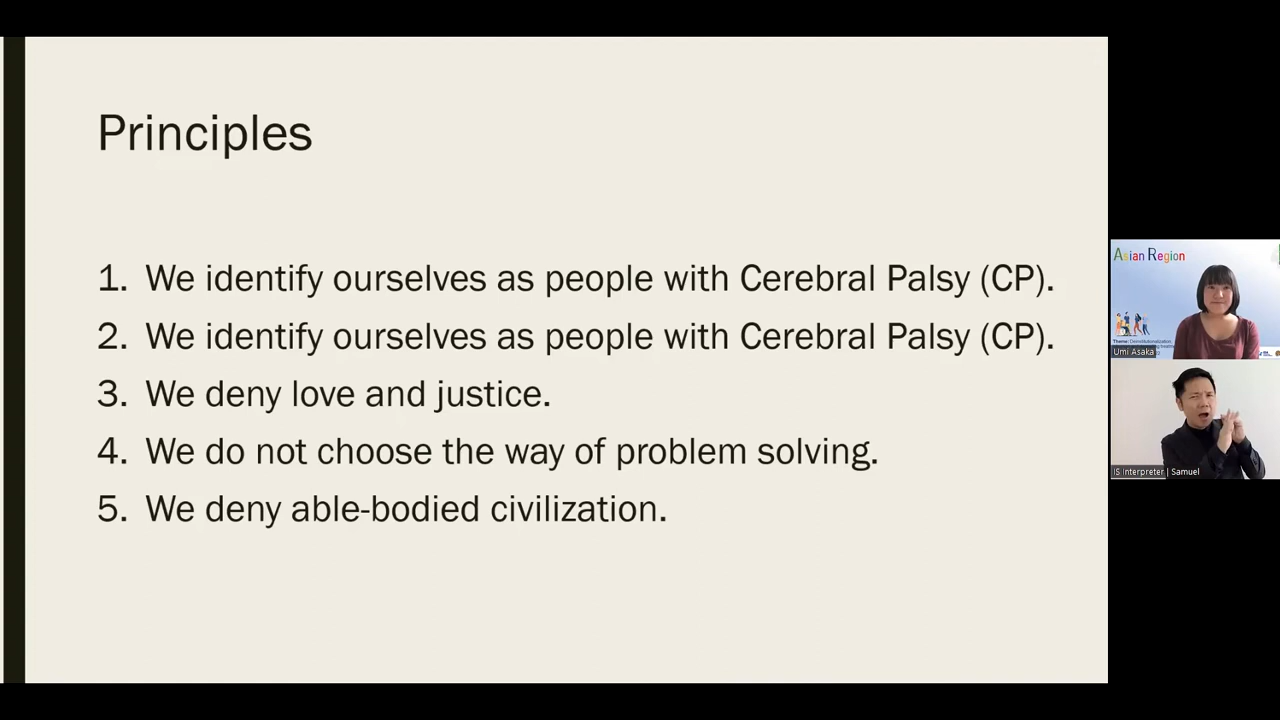 Principles
1. We identify ourselves as people with Cerebral Palsy (CP).
2. We identify ourselves as people with Cerebral Palsy (CP).
3. We deny love and justice.
4. We do not choose the way of problem solving.
5. We deny able-bodied civilization.
Asian Region
Theme: Deinstitutionalization,
Umi Asaka
IS Interpreter | Samuel